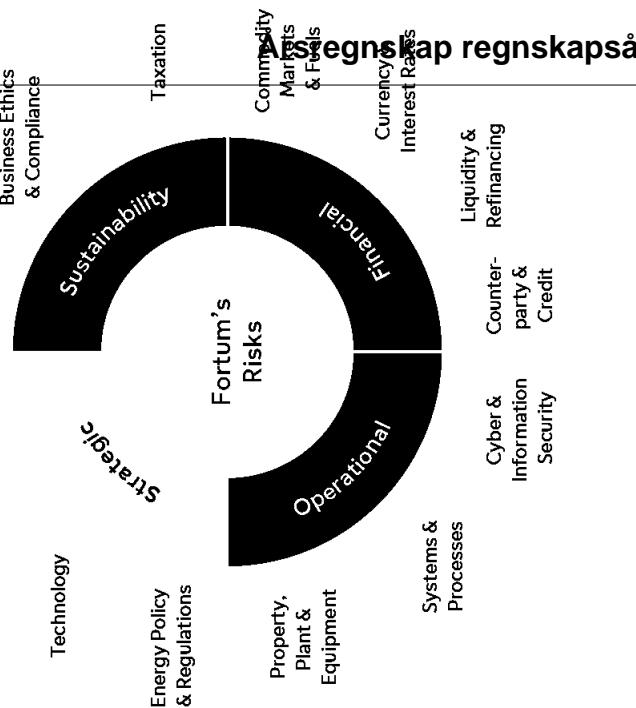 Årsregnskap regnskapså
Business Ethics
& Compliance
Taxation
Commodity
Markets
& Fuels
Currency &
Interest Rates
Liquidity &
Refinancing
Counter-
party &
Credit
Cyber &
Information
Security
Systems &
Processes
Property,
Plant &
Equipment
Energy Policy
& Regulations
Technology
Sustainability
Financial
Operational
Strategic
Fortum's
Risks